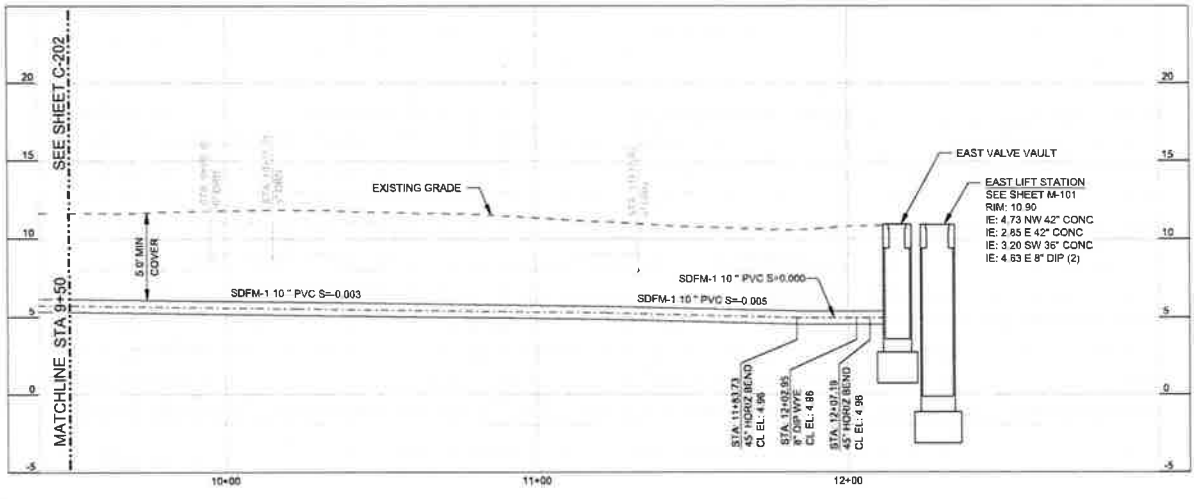 MATCHLINE STA 9+50 SEE SHEET C-202
20
15
10
5
0
-5
5.0' MIN
COVER
EXISTING GRADE
SDFM-1 10" PVC S=-0.003
SDFM-1 10" PVC S=-0.005
SDFM-1 10" PVC S=0.000
STA: 11+83.73
45° HORIZ BEND
CL EL: 4.96
STA: 12+02.95
8" DIP WYE
CL EL: 4.96
STA: 12+07.19
45° HORIZ BEND
CL EL: 4.96
EAST VALVE VAULT
EAST LIFT STATION
SEE SHEET M-101
RIM: 10.90
IE: 4.73 NW 42" CONC
IE: 2.65 E 42" CONC
IE: 3.20 SW 36" CONC
IE: 4.63 E 8" DIP (2)
20
15
10
5
0
-5
10+00
11+00
12+00